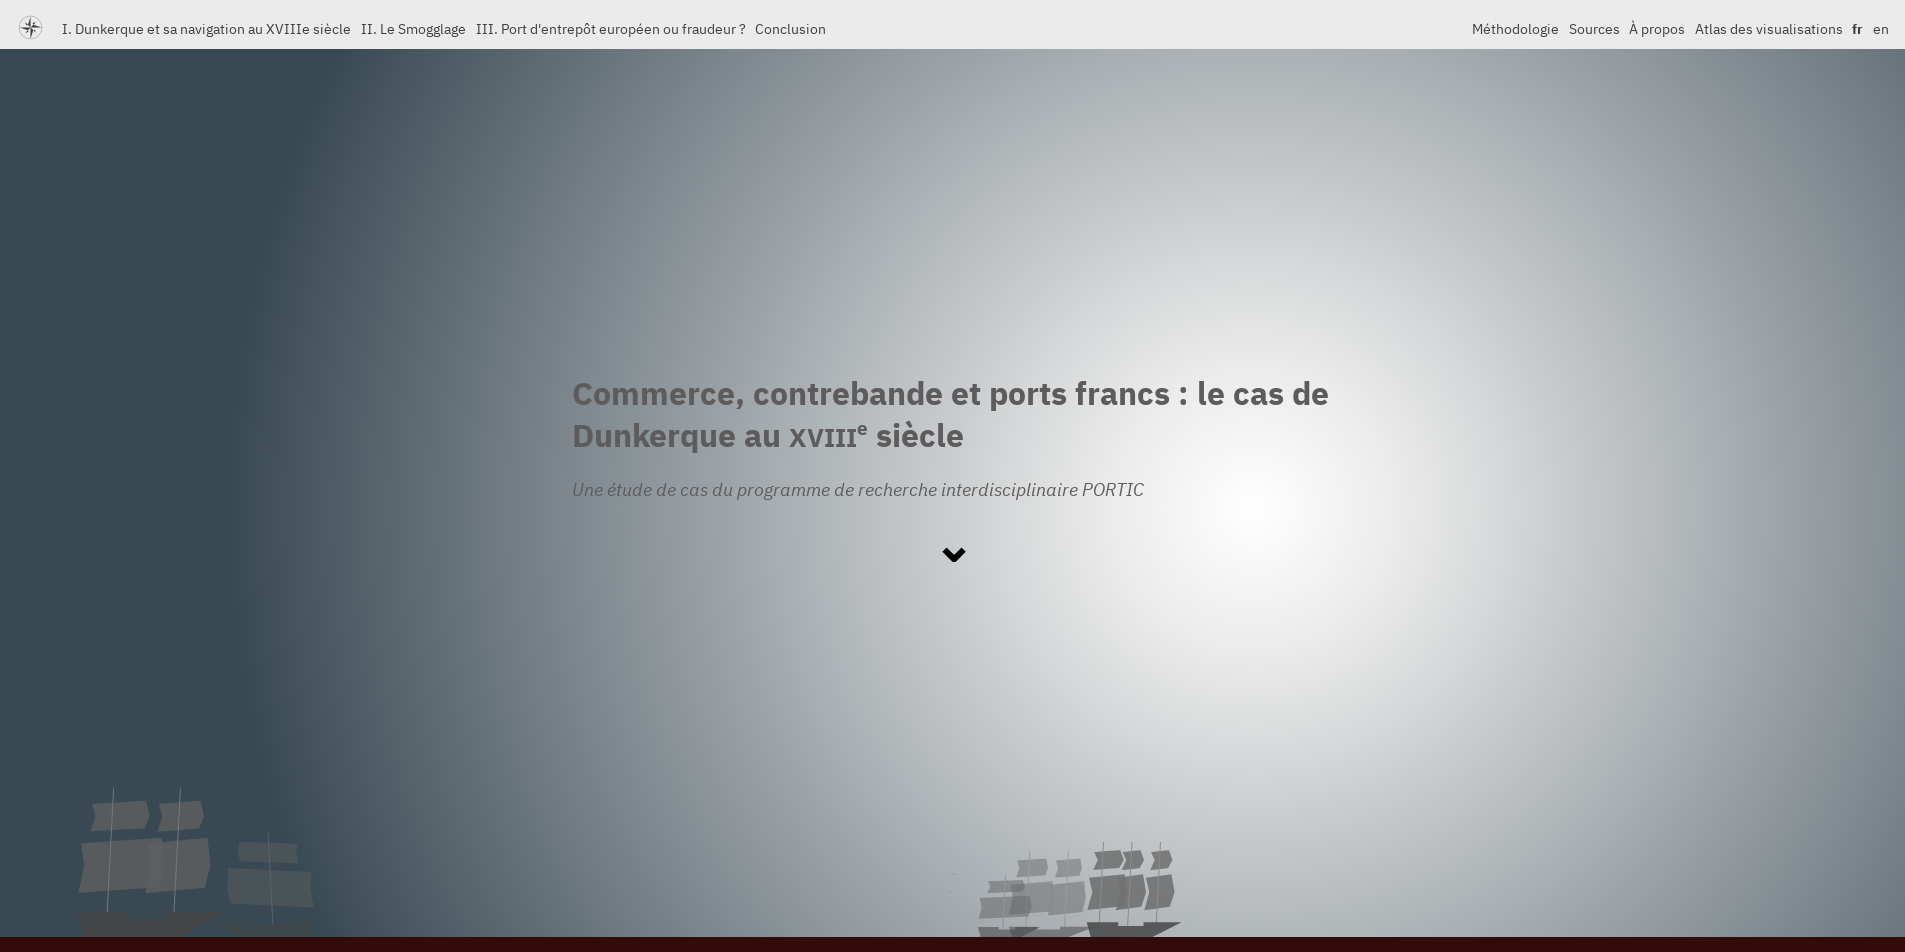 I. Dunkerque et sa navigation au XVIIIe siècle II. Le Smogglage III. Port d'entrepôt européen ou fraudeur ? Conclusion Méthodologie Sources À propos Atlas des visualisations fr en
Commerce, contrebande et ports francs : le cas de
Dunkerque au XVIIIe siècle
Une étude de cas du programme de recherche interdisciplinaire PORTIC